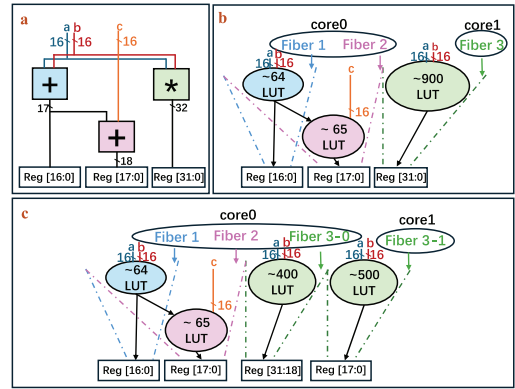 a
a b
c
16 16
16
+
*
17
32
+
18
Reg [16:0]
Reg [17:0]
Reg [31:0]
b
core0
core1
Fiber 1
Fiber 2
Fiber 3
a b
16 16
a b
16 16
~64
LUT
c
16
~900
LUT
~ 65
LUT
Reg [16:0]
Reg [17:0]
Reg [31:0]
c
core0
core1
Fiber 1
Fiber 2
Fiber 3-0
Fiber 3-1
a b
16 16
a b
16 16
a b
16 16
~64
LUT
c
16
~400
LUT
~500
LUT
~ 65
LUT
Reg [16:0]
Reg [17:0]
Reg [31:18]
Reg [17:0]